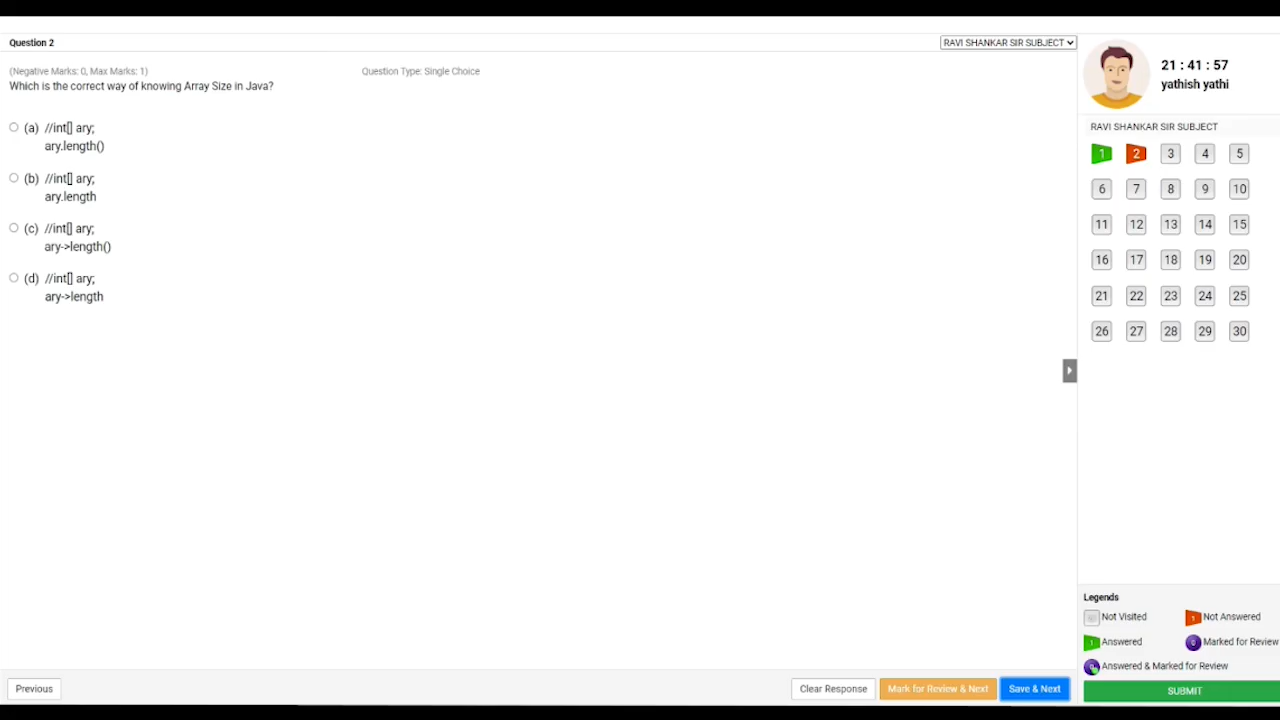 Question 2
RAVI SHANKAR SIR SUBJECT
(Negative Marks: 0, Max Marks: 1)
Question Type: Single Choice
Which is the correct way of knowing Array Size in Java?
(a) //int[] ary;
ary.length()
(b) //int[] ary;
ary.length
(c) //int[] ary;
ary->length()
(d) //int[] ary;
ary->length
21 : 41 : 57
yathish yathi
RAVI SHANKAR SIR SUBJECT
1 2 3 4 5
6 7 8 9 10
11 12 13 14 15
16 17 18 19 20
21 22 23 24 25
26 27 28 29 30
Legends
Not Visited
1 Not Answered
1 Answered
0 Marked for Review
Answered & Marked for Review
Previous
Clear Response
Mark for Review & Next
Save & Next
SUBMIT